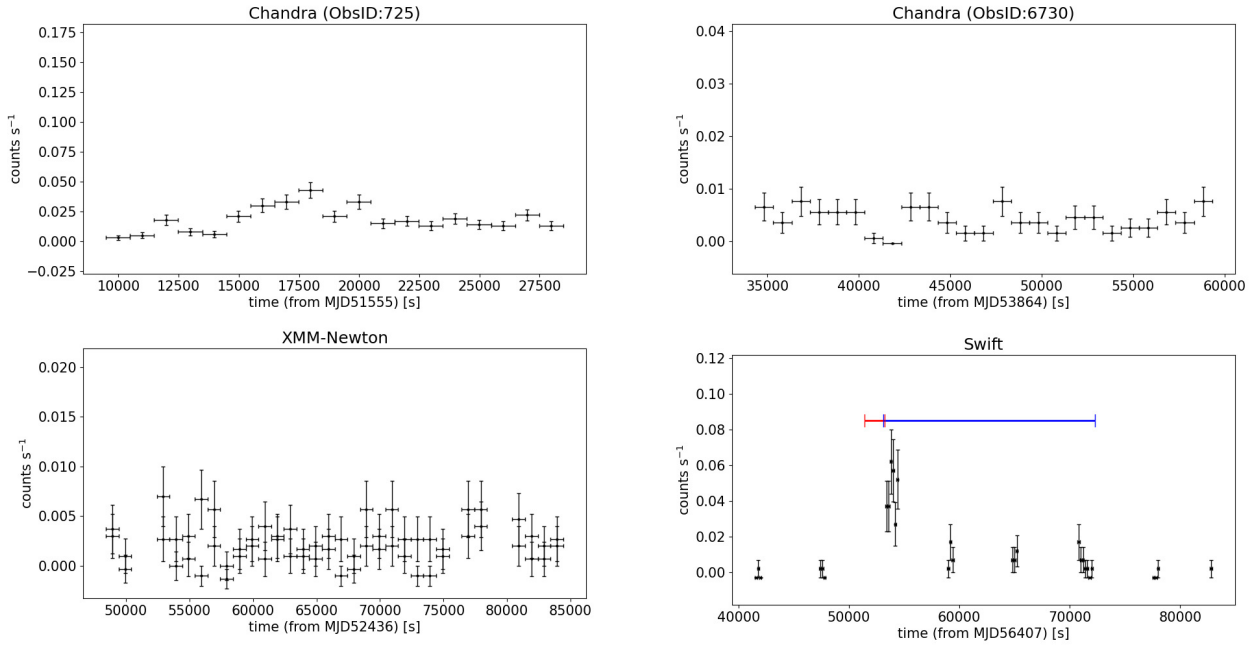 Chandra (ObsID:725)
0.175
0.150
0.125
0.100
0.075
0.050
0.025
0.000
−0.025
counts s⁻¹
10000 12500 15000 17500 20000 22500 25000 27500
time (from MJD51555) [s]
Chandra (ObsID:6730)
0.04
0.03
0.02
0.01
0.00
counts s⁻¹
35000 40000 45000 50000 55000 60000
time (from MJD53864) [s]
XMM-Newton
0.020
0.015
0.010
0.005
0.000
counts s⁻¹
50000 55000 60000 65000 70000 75000 80000 85000
time (from MJD52436) [s]
Swift
0.12
0.10
0.08
0.06
0.04
0.02
0.00
counts s⁻¹
40000 50000 60000 70000 80000
time (from MJD56407) [s]